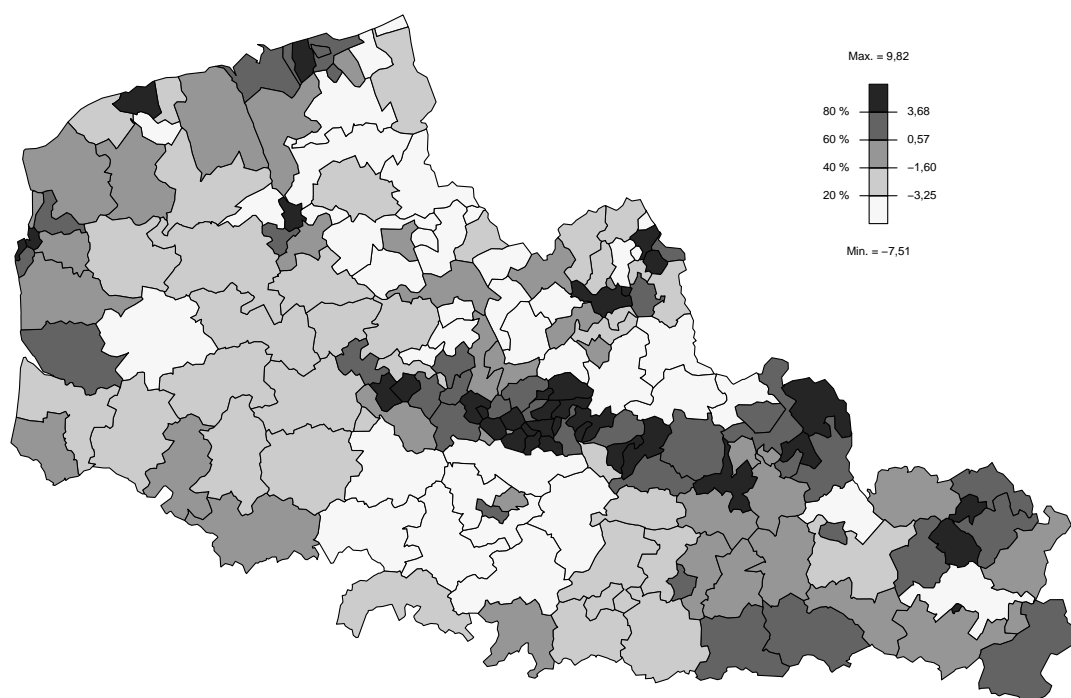 Max. = 9,82
80 % 3,68
60 % 0,57
40 % −1,60
20 % −3,25
Min. = −7,51